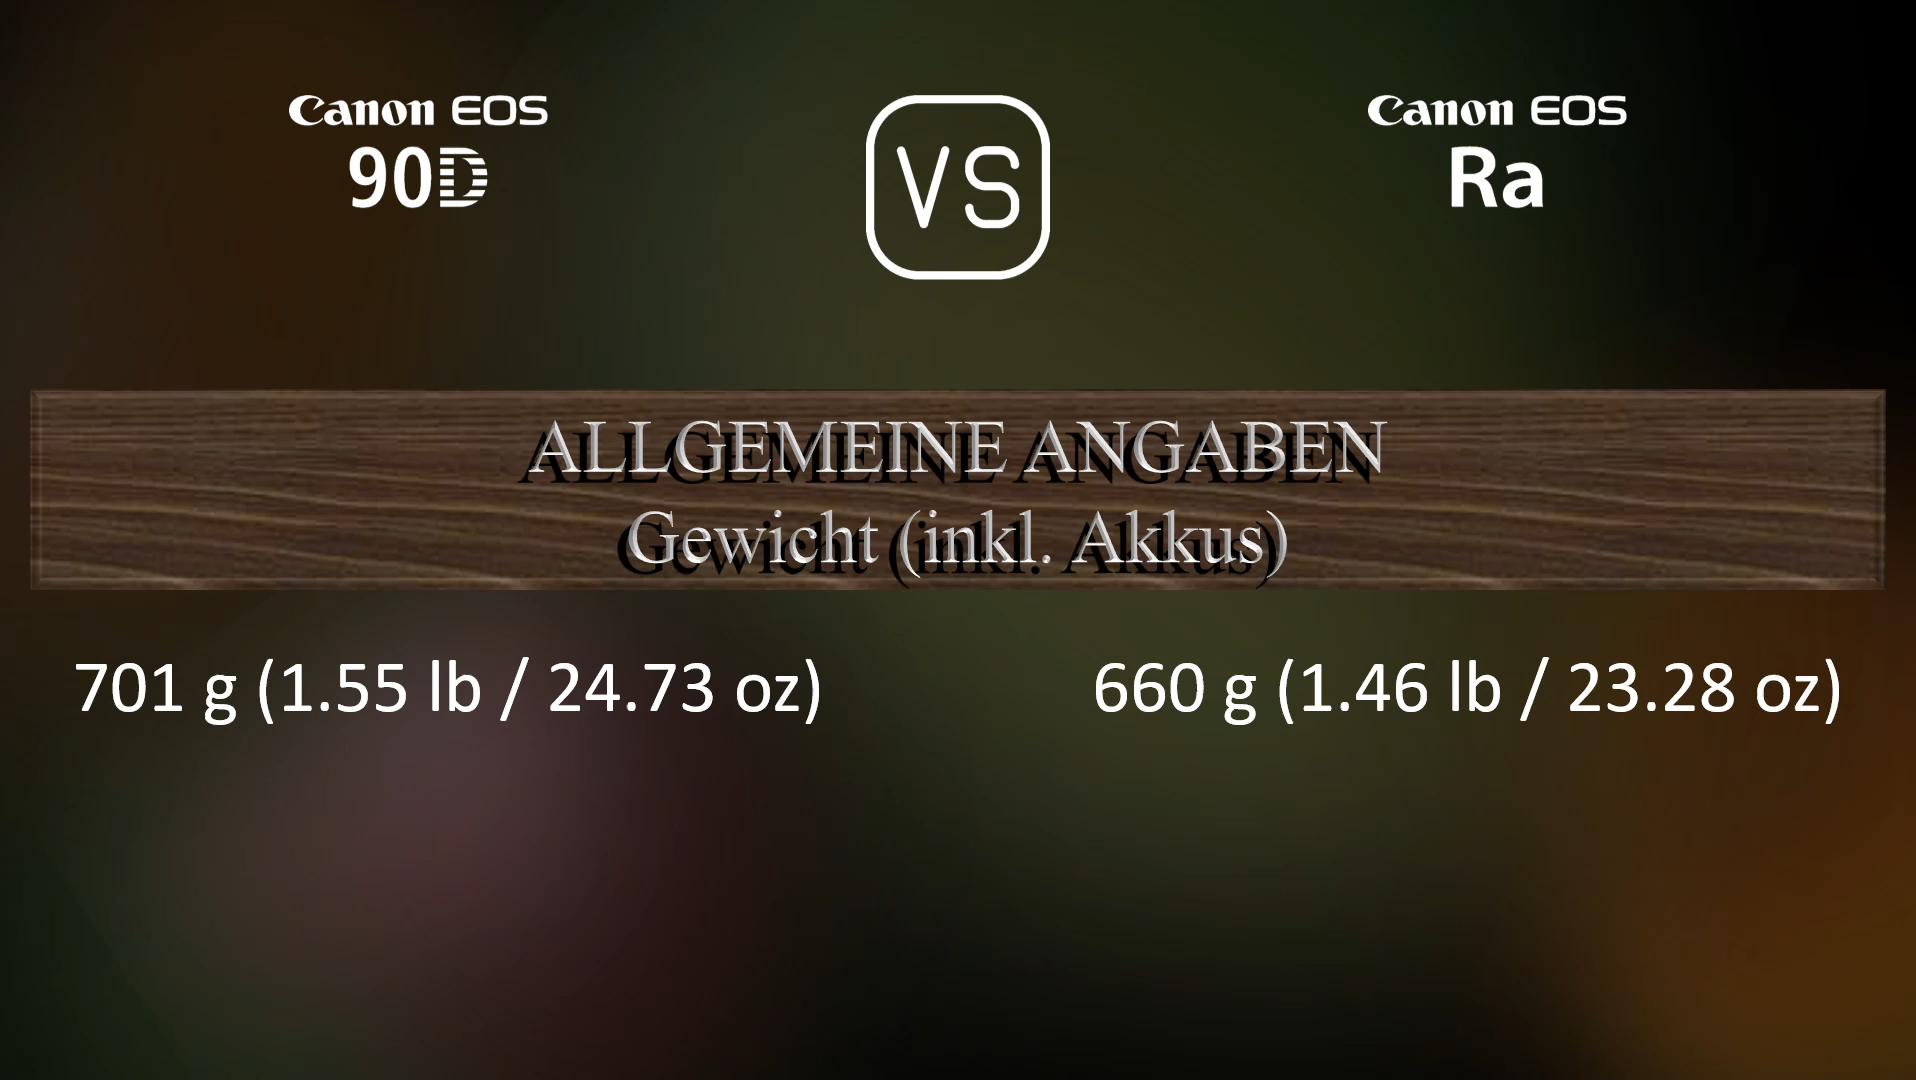 Canon EOS
90D
VS
Canon EOS
Ra
ALLGEMEINE ANGABEN
Gewicht (inkl. Akkus)
701 g (1.55 lb / 24.73 oz)
660 g (1.46 lb / 23.28 oz)